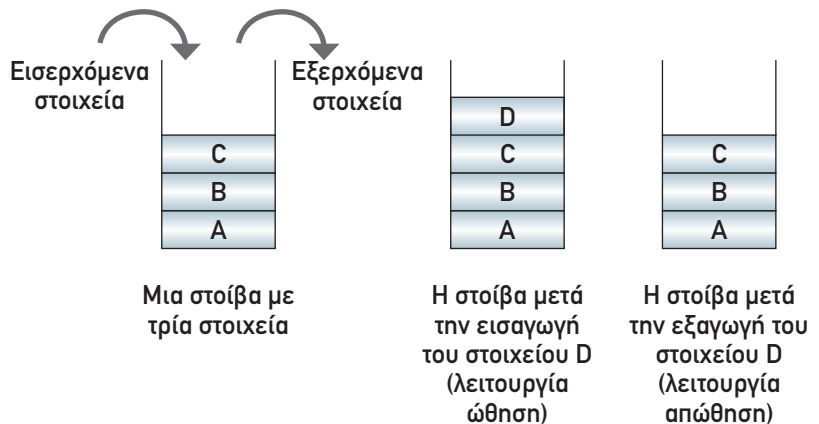 Εισερχόμενα
στοιχεία
Εξερχόμενα
στοιχεία
C
B
A
D
C
B
A
C
B
A
Μια στοίβα με
τρία στοιχεία
Η στοίβα μετά
την εισαγωγή
του στοιχείου D
(λειτουργία
ώθηση)
Η στοίβα μετά
την εξαγωγή του
στοιχείου D
(λειτουργία
απώθηση)